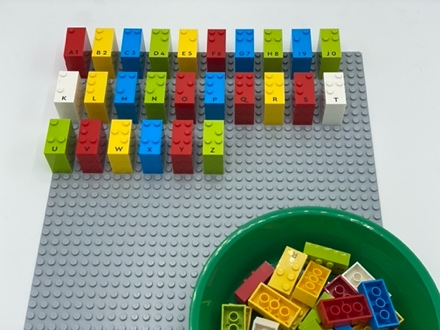 A1 B2 C3 D4 E5 F6 G7 H8 I9 J0
K L M N O P Q R S T
U V W X Y Z